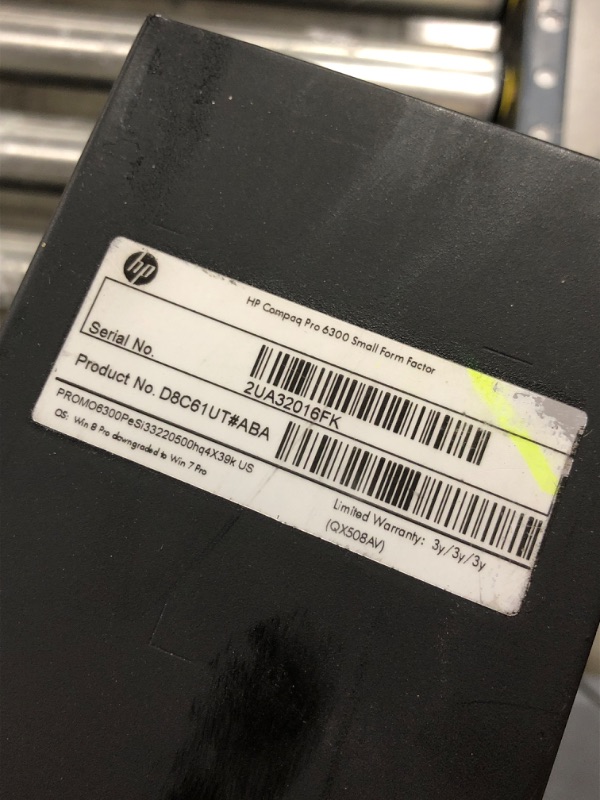 hp
HP Compaq Pro 6300 Small Form Factor
Serial No.
2UA32016FK
Product No. D8C61UT#ABA
PROMO6300PeSi33220500hq4X39k US
OS: Win 8 Pro downgraded to Win 7 Pro
Limited Warranty: 3y/3y/3y
(QX508AV)